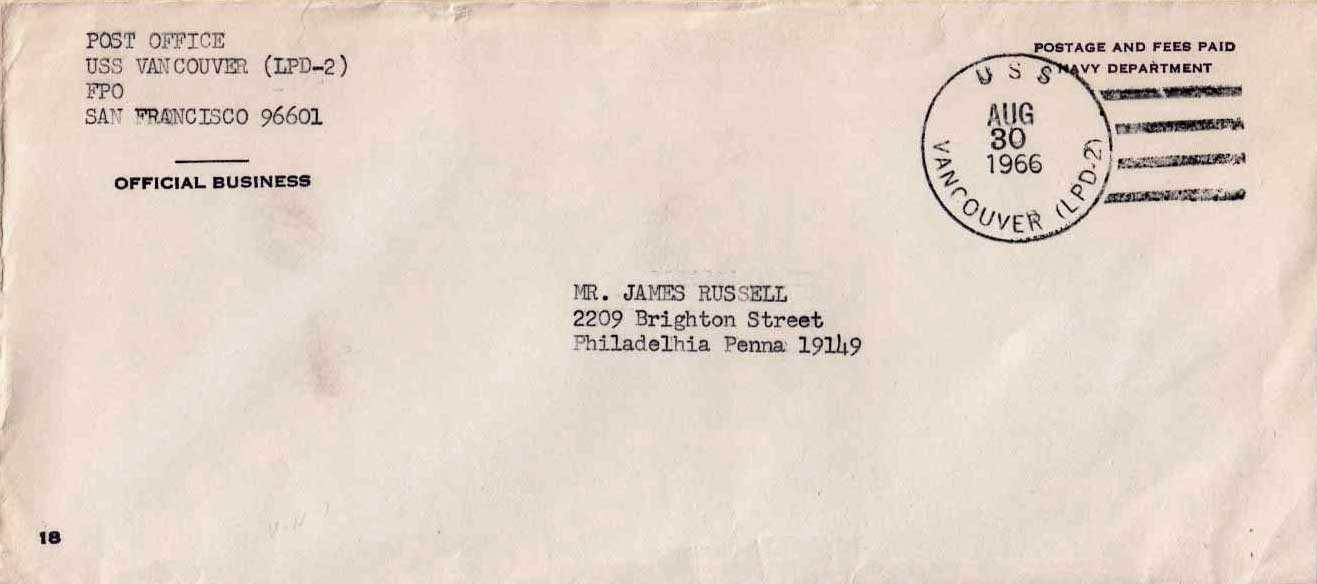 POST OFFICE
USS VANCOUVER (LPD-2)
FPO
SAN FRANCISCO 96601
OFFICIAL BUSINESS
POSTAGE AND FEES PAID
NAVY DEPARTMENT
USS
AUG
30
1966
VANCOUVER (LPD-2)
MR. JAMES RUSSELL
2209 Brighton Street
Philadelhia Penna 19149
18